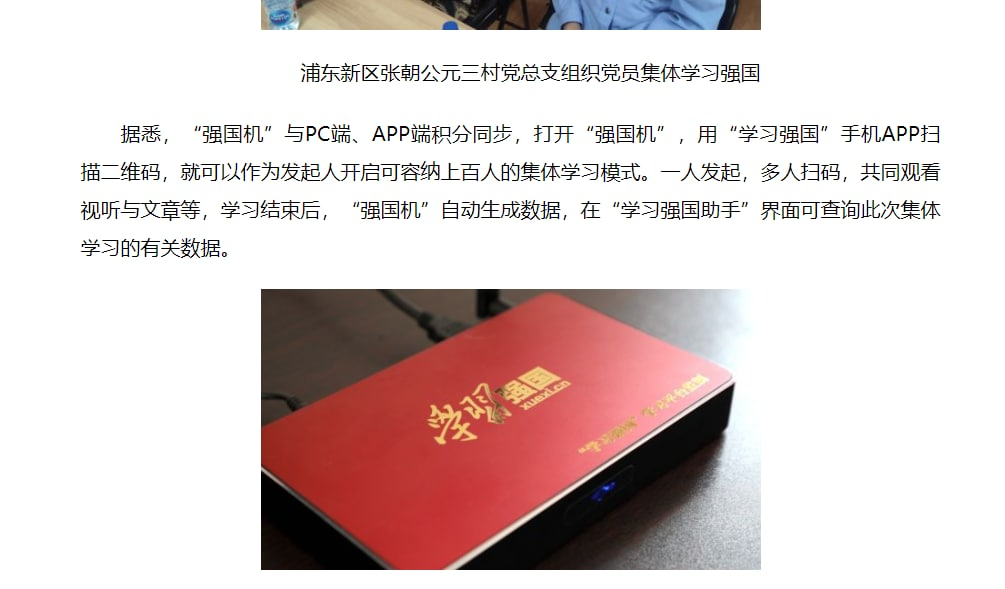 浦东新区张朝公元三村党总支组织党员集体学习强国
据悉，“强国机”与PC端、APP端积分同步，打开“强国机”，用“学习强国”手机APP扫
描二维码，就可以作为发起人开启可容纳上百人的集体学习模式。一人发起，多人扫码，共同观看
视听与文章等，学习结束后，“强国机”自动生成数据，在“学习强国助手”界面可查询此次集体
学习的有关数据。
学习强国
xuexi.cn